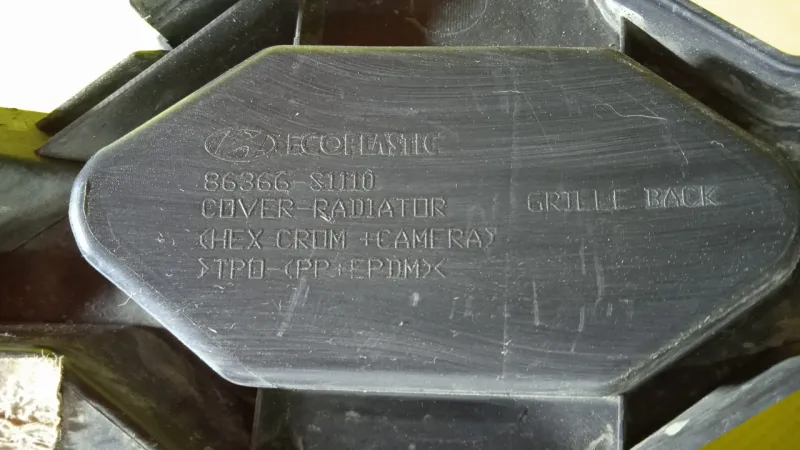 ECOPLASTIC
86366-S1110
COVER-RADIATOR
GRILLE BACK
(HEX CROM +CAMERA)
>TPO-(PP+EPDM)<